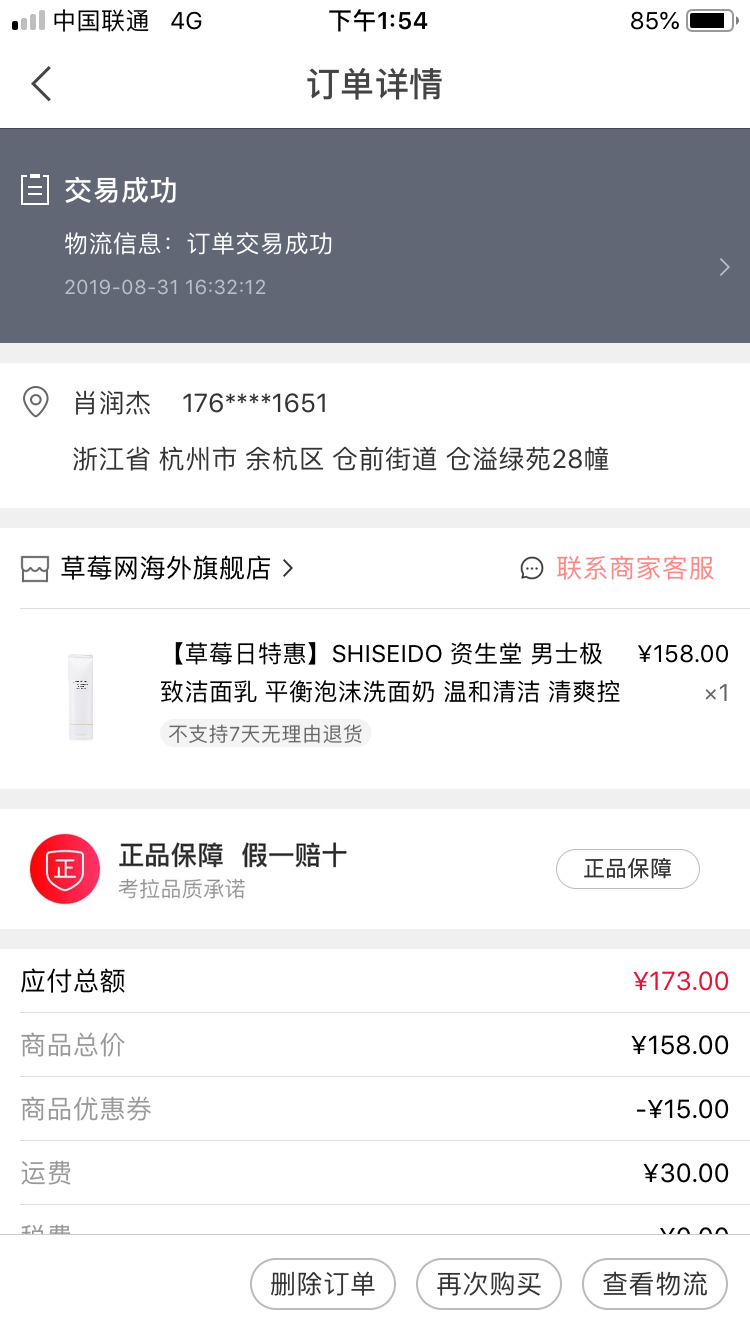 中国联通 4G 下午1:54 85%
订单详情
交易成功
物流信息：订单交易成功
2019-08-31 16:32:12
肖润杰 176****1651
浙江省 杭州市 余杭区 仓前街道 仓溢绿苑28幢
草莓网海外旗舰店 联系商家客服
【草莓日特惠】SHISEIDO 资生堂 男士极 ¥158.00
致洁面乳 平衡泡沫洗面奶 温和清洁 清爽控 ×1
不支持7天无理由退货
正
正品保障 假一赔十 正品保障
考拉品质承诺
应付总额 ¥173.00
商品总价 ¥158.00
商品优惠券 -¥15.00
运费 ¥30.00
税费 ¥0.00
删除订单 再次购买 查看物流